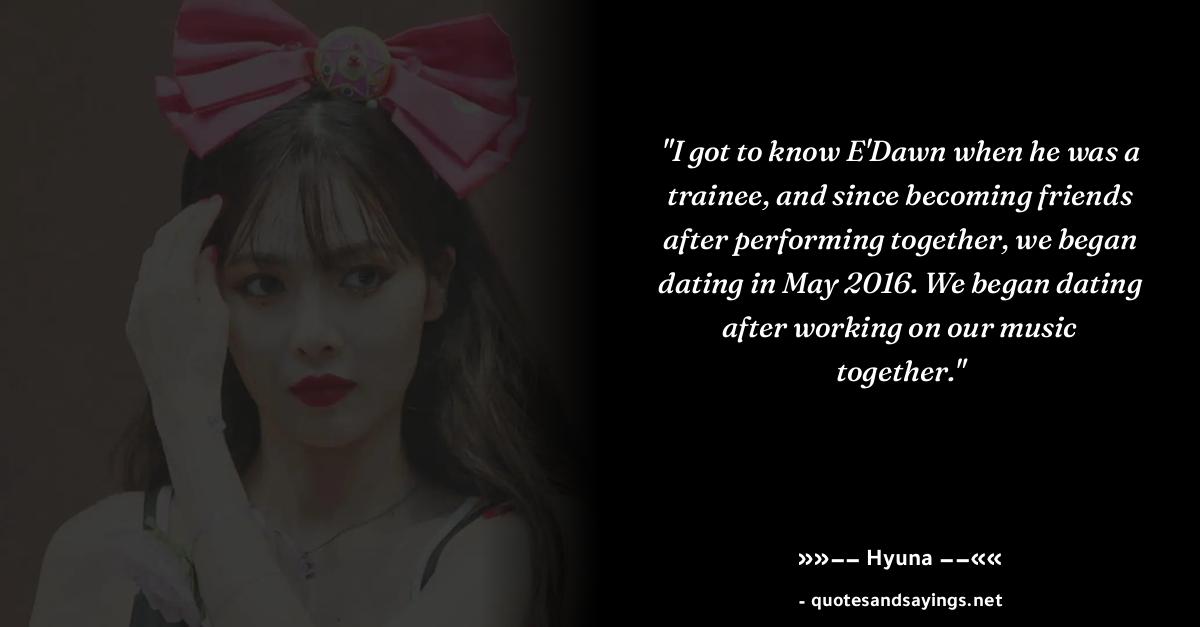 "I got to know E'Dawn when he was a
trainee, and since becoming friends
after performing together, we began
dating in May 2016. We began dating
after working on our music
together."
»»−− Hyuna −−««
- quotesandsayings.net